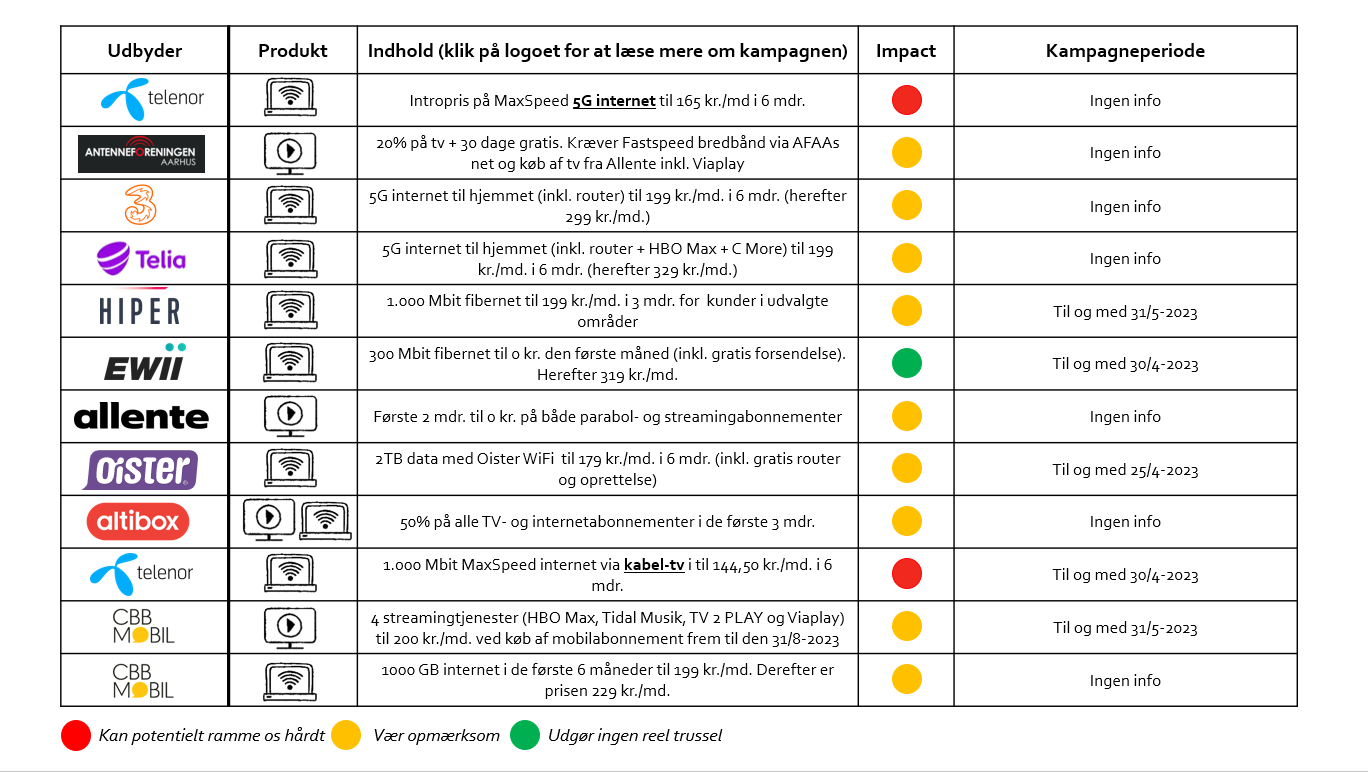 Udbyder
Produkt
Indhold (klik på logoet for at læse mere om kampagnen)
Impact
Kampagneperiode
telenor
Intropris på MaxSpeed 5G internet til 165 kr./md i 6 mdr.
Ingen info
ANTENNEFORENINGEN
AARHUS
20% på tv + 30 dage gratis. Kræver Fastspeed bredbånd via AFAAs
net og køb af tv fra Allente inkl. Viaplay
Ingen info
3
5G internet til hjemmet (inkl. router) til 199 kr./md. i 6 mdr. (herefter
299 kr./md.)
Ingen info
Telia
5G internet til hjemmet (inkl. router + HBO Max + C More) til 199
kr./md. i 6 mdr. (herefter 329 kr./md.)
Ingen info
HIPER
1.000 Mbit fibernet til 199 kr./md. i 3 mdr. for  kunder i udvalgte
områder
Til og med 31/5-2023
EWii
300 Mbit fibernet til 0 kr. den første måned (inkl. gratis forsendelse).
Herefter 319 kr./md.
Til og med 30/4-2023
allente
Første 2 mdr. til 0 kr. på både parabol- og streamingabonnementer
Ingen info
OiSTER
2TB data med Oister WiFi  til 179 kr./md. i 6 mdr. (inkl. gratis router
og oprettelse)
Til og med 25/4-2023
altibox
50% på alle TV- og internetabonnementer i de første 3 mdr.
Ingen info
telenor
1.000 Mbit MaxSpeed internet via kabel-tv i til 144,50 kr./md. i 6
mdr.
Til og med 30/4-2023
CBB
MOBIL
4 streamingtjenester (HBO Max, Tidal Musik, TV 2 PLAY og Viaplay)
til 200 kr./md. ved køb af mobilabonnement frem til den 31/8-2023
Til og med 31/5-2023
CBB
MOBIL
1000 GB internet i de første 6 måneder til 199 kr./md. Derefter er
prisen 229 kr./md.
Ingen info
Kan potentielt ramme os hårdt
Vær opmærksom
Udgør ingen reel trussel